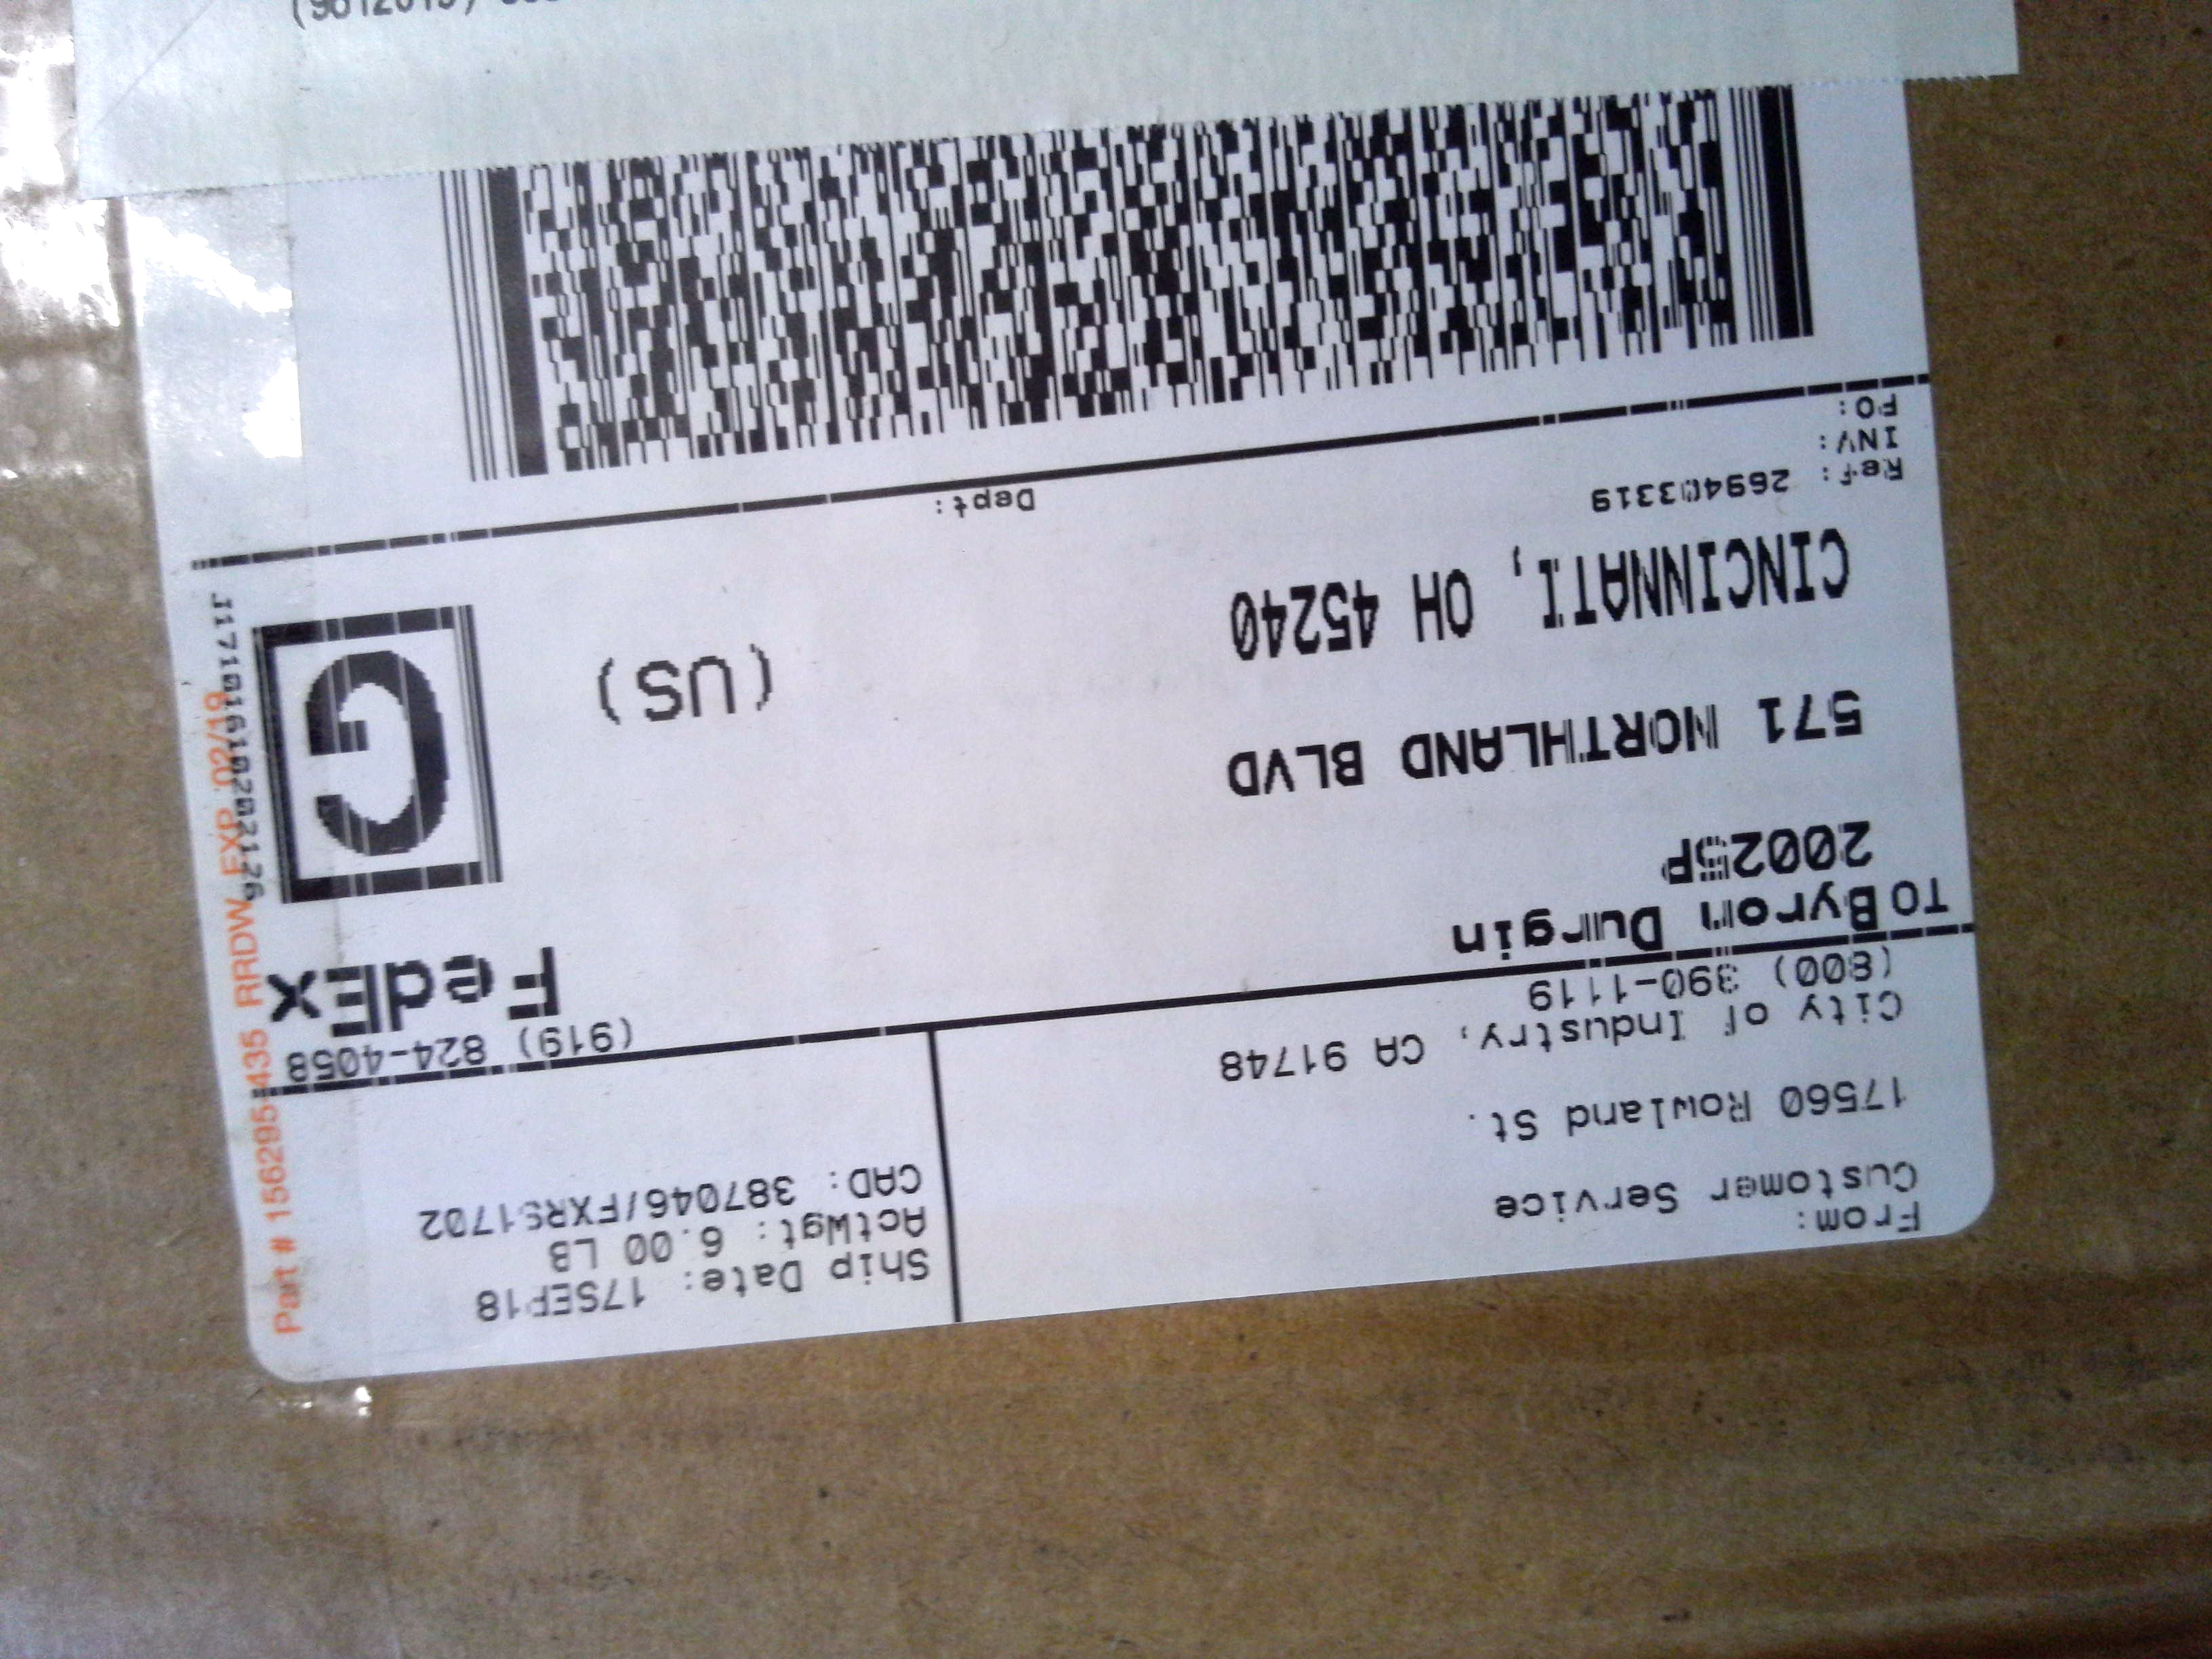 From:
Customer Service
17560 Rowland St.
City of Industry, CA 91748
(800) 390-1119
Ship Date: 17SEP18
ActWgt: 6.00 LB
CAD: 387046/FXRS1702
TO Byron Durgin
20025P
571 NORTHLAND BLVD
CINCINNATI, OH 45240
(US)
(919) 824-4058
FedEx
G
Ref: 269403319
INV:
PO:
Dept:
Part # 156295-435 RRDW EXP 02/19